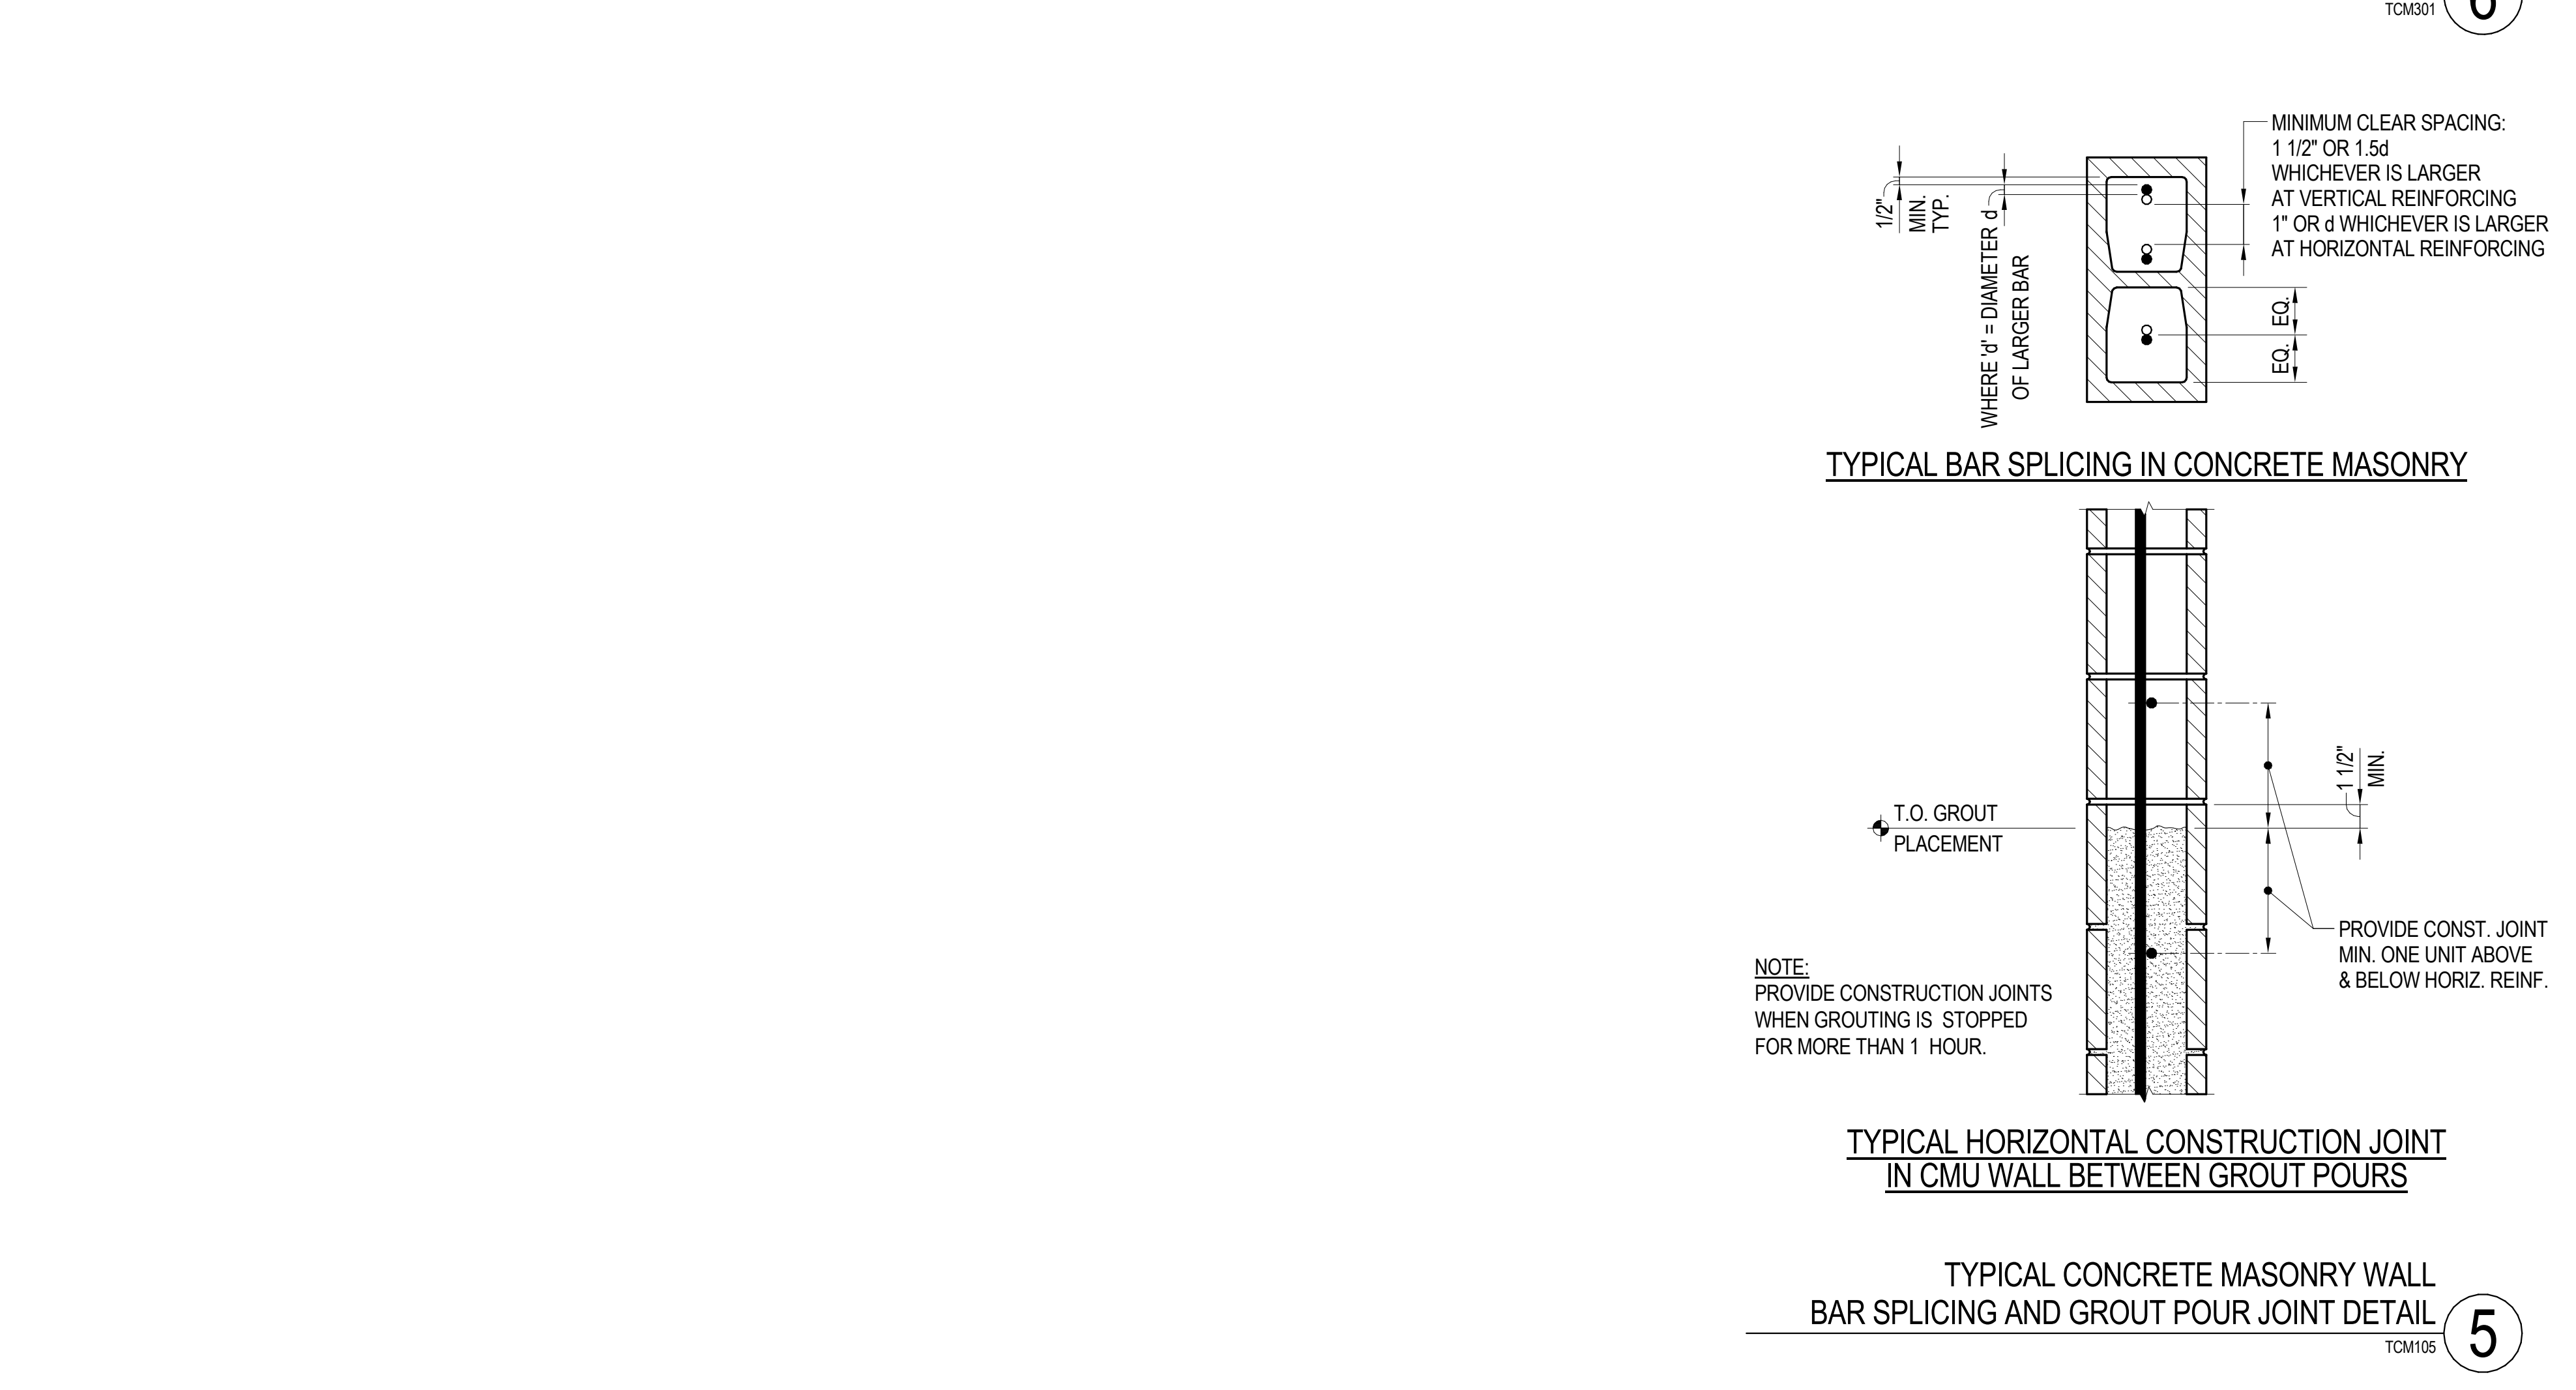 TCM301
6
MINIMUM CLEAR SPACING:
1 1/2" OR 1.5d
WHICHEVER IS LARGER
AT VERTICAL REINFORCING
1" OR d WHICHEVER IS LARGER
AT HORIZONTAL REINFORCING
1/2"
MIN.
TYP.
WHERE 'd' = DIAMETER
OF LARGER BAR
d
EQ.
EQ.
TYPICAL BAR SPLICING IN CONCRETE MASONRY
1 1/2"
MIN.
T.O. GROUT
PLACEMENT
PROVIDE CONST. JOINT
MIN. ONE UNIT ABOVE
& BELOW HORIZ. REINF.
NOTE:
PROVIDE CONSTRUCTION JOINTS
WHEN GROUTING IS STOPPED
FOR MORE THAN 1 HOUR.
TYPICAL HORIZONTAL CONSTRUCTION JOINT
IN CMU WALL BETWEEN GROUT POURS
TYPICAL CONCRETE MASONRY WALL
BAR SPLICING AND GROUT POUR JOINT DETAIL
TCM105
5